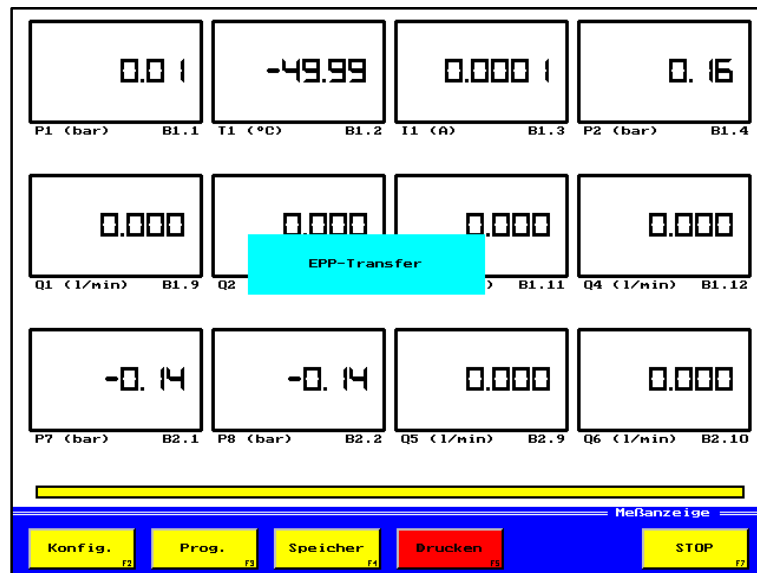 0.01 -49.99 0.0001 0.16
P1 (bar) B1.1 T1 (°C) B1.2 I1 (A) B1.3 P2 (bar) B1.4
0.000 0.000 0.000 0.000
EPP-Transfer
Q1 (l/min) B1.9 Q2 ) B1.11 Q4 (l/min) B1.12
-0.14 -0.14 0.000 0.000
P7 (bar) B2.1 P8 (bar) B2.2 Q5 (l/min) B2.9 Q6 (l/min) B2.10
Meßanzeige
Konfig. F2 Prog. F3 Speicher F4 Drucken F5 STOP F7